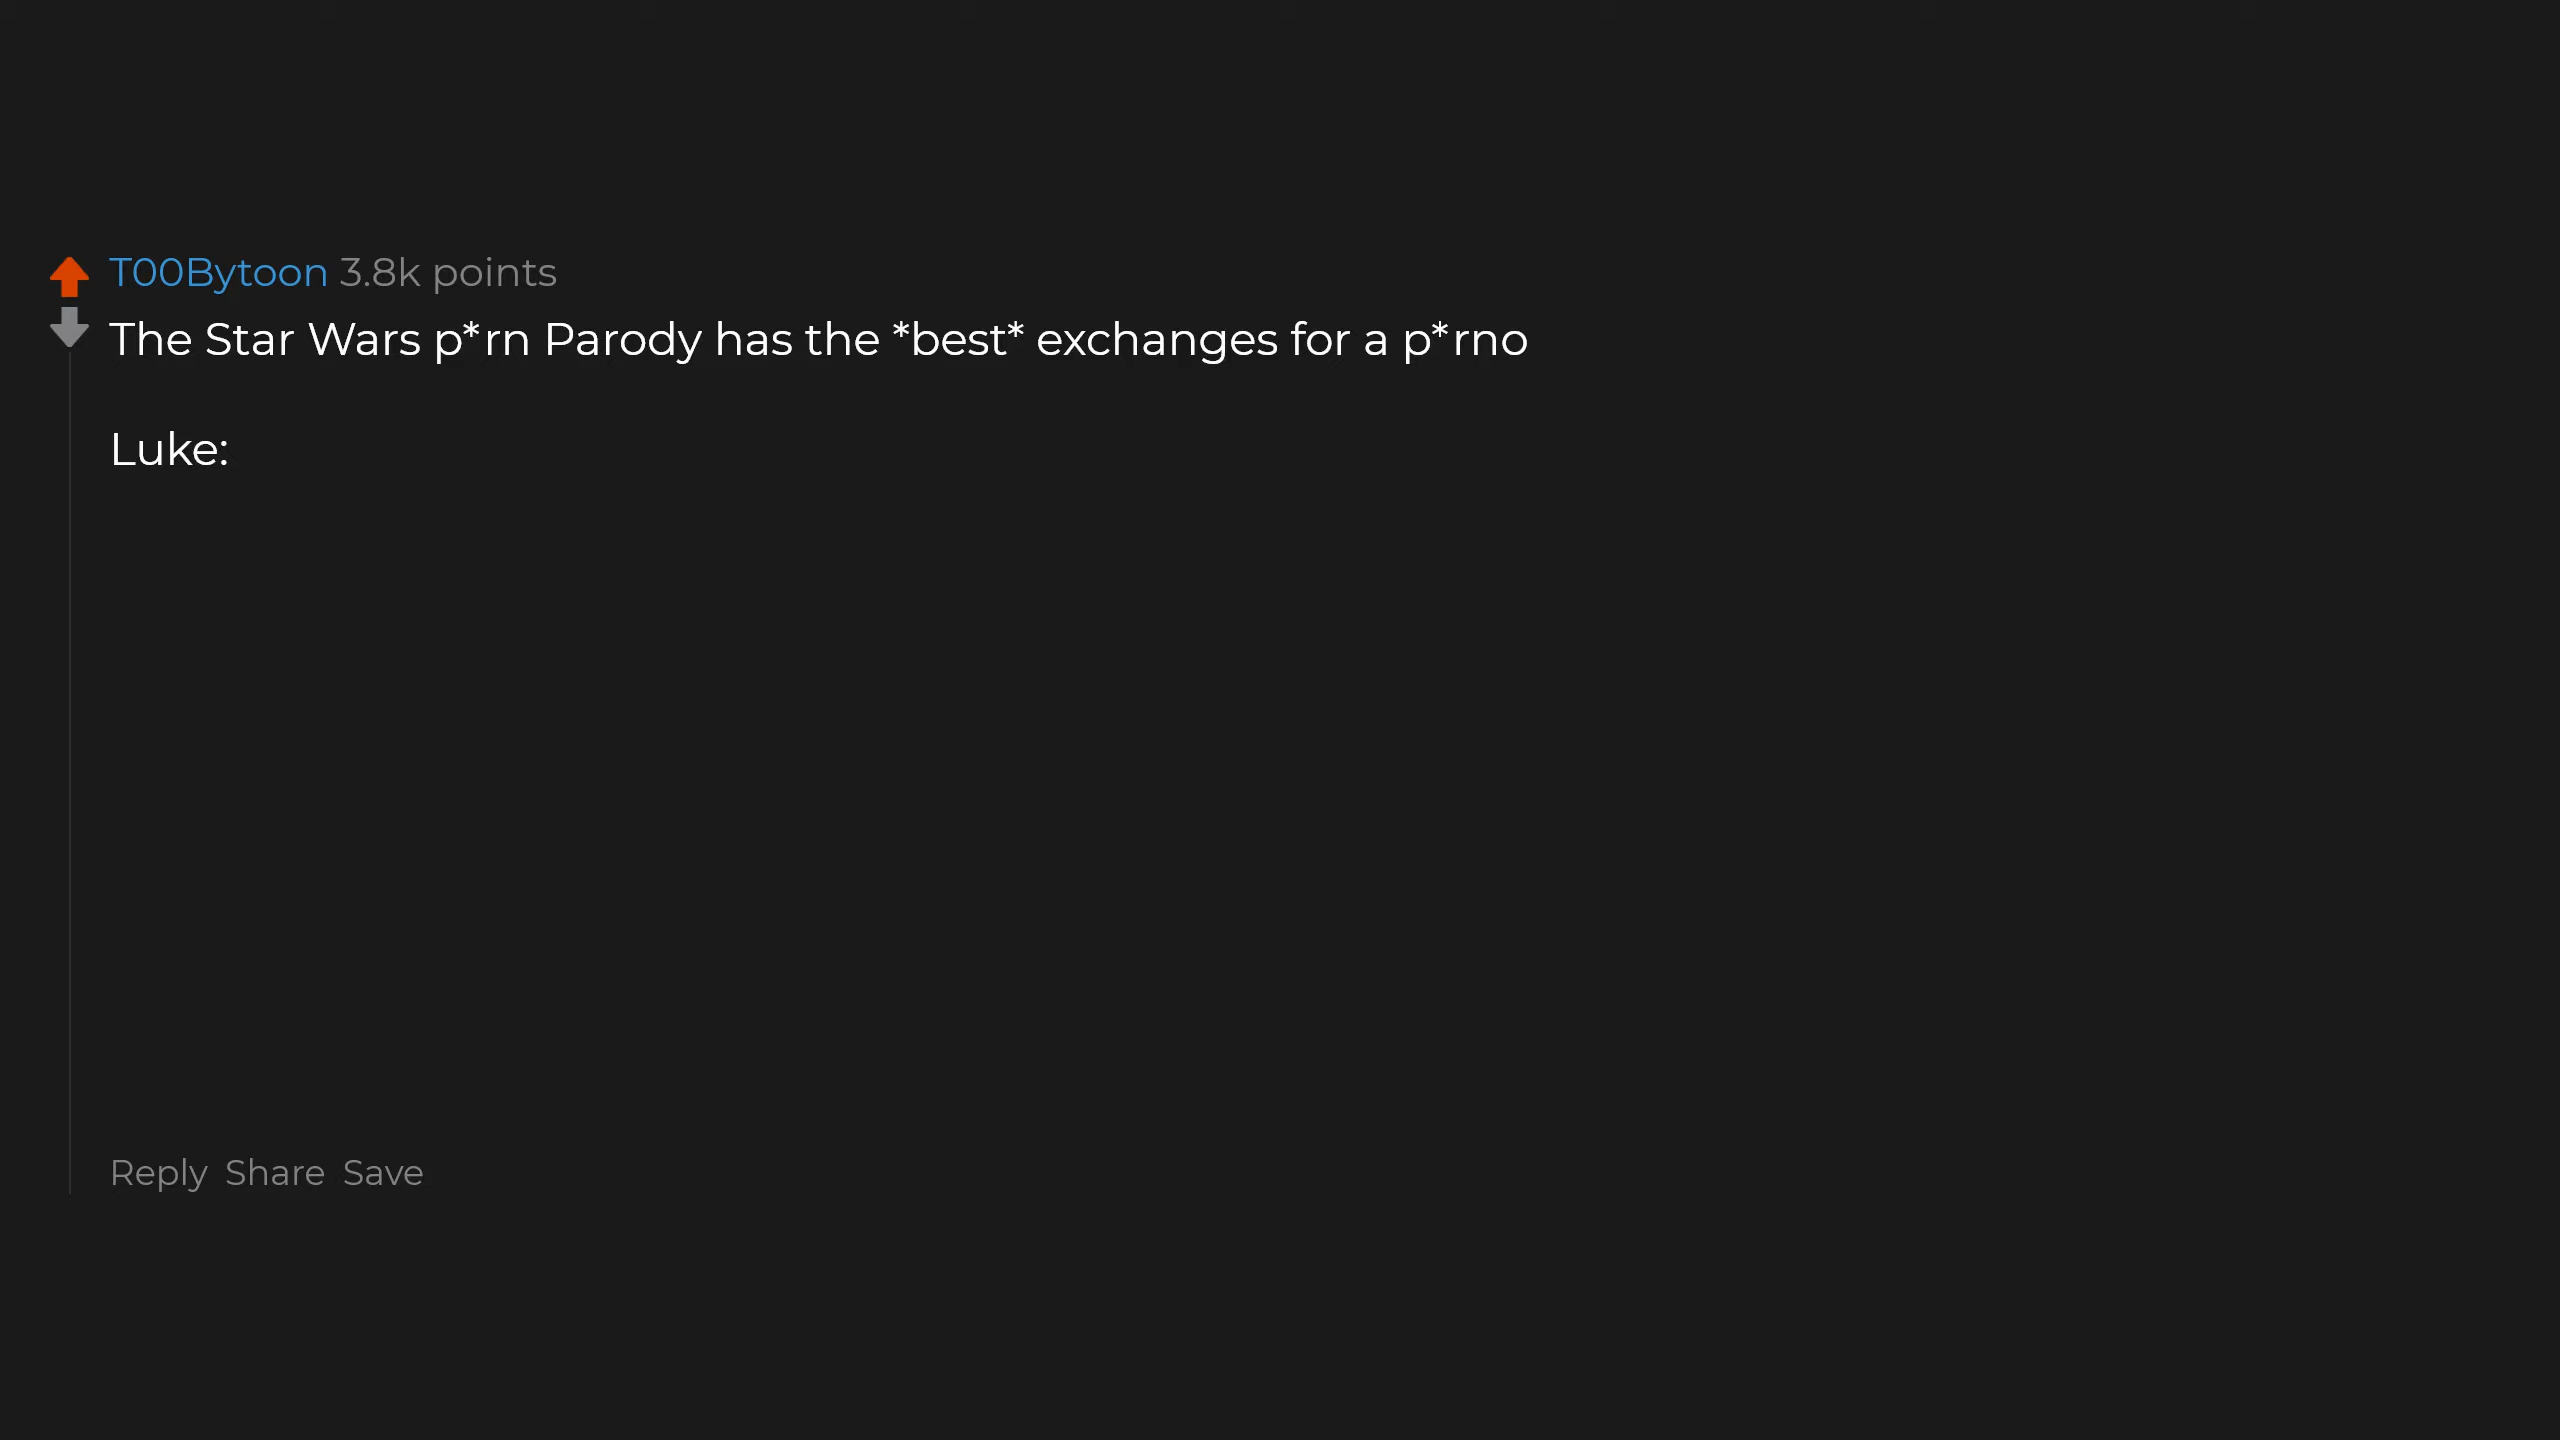 T00Bytoon 3.8k points
The Star Wars p*rn Parody has the *best* exchanges for a p*rno
Luke:
Reply Share Save